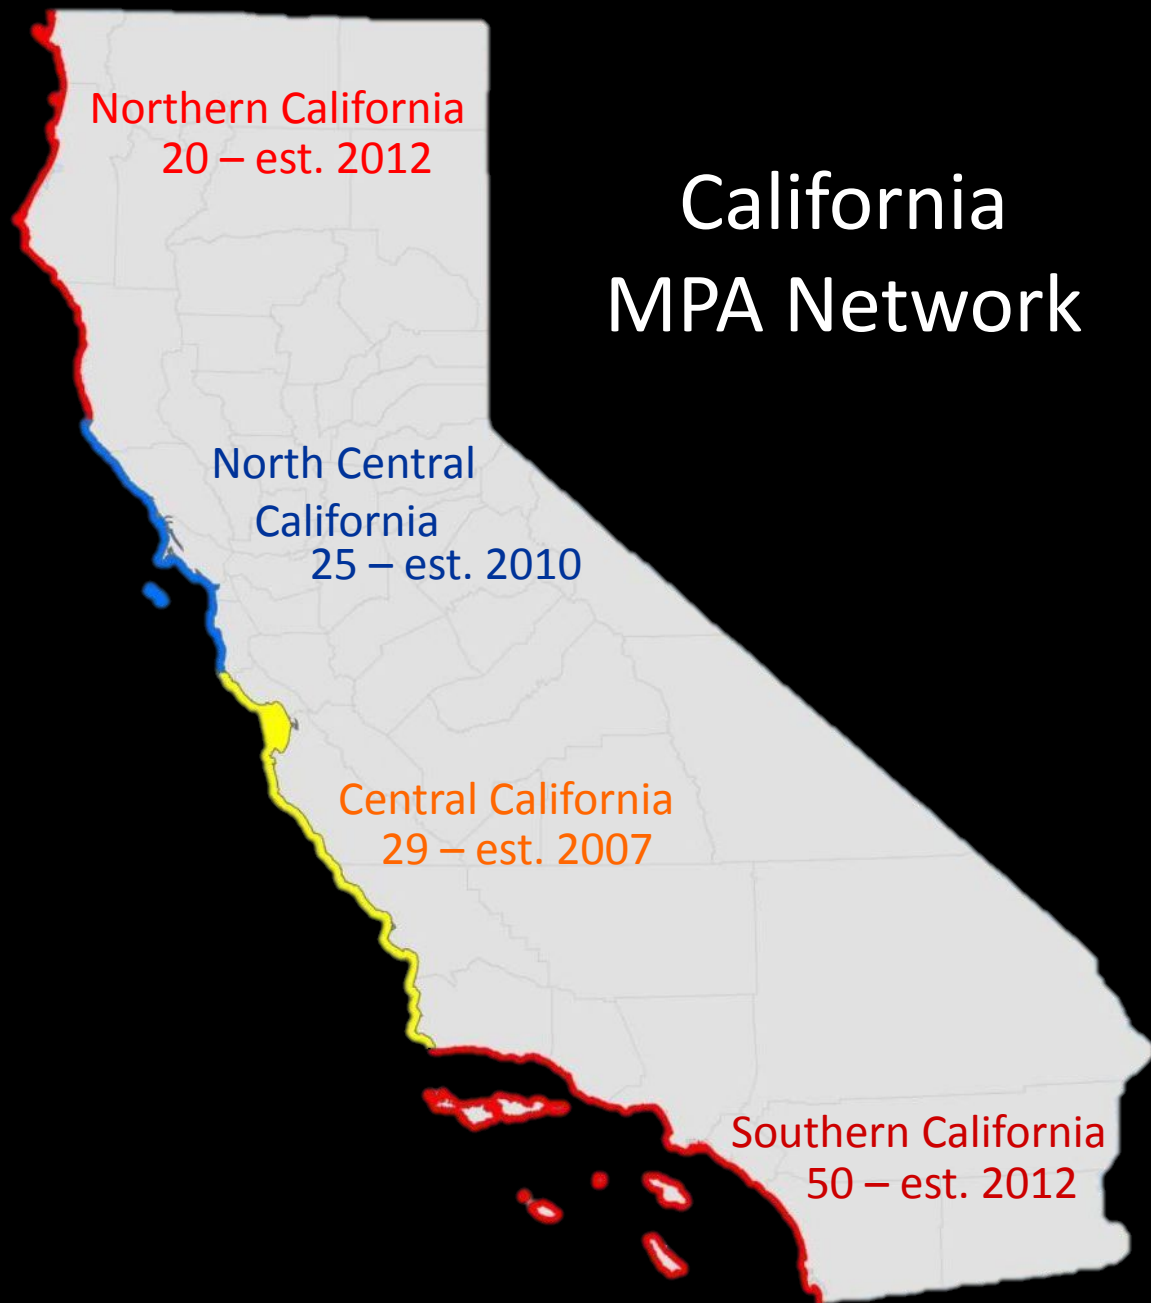 Northern California
20 – est. 2012
California
MPA Network
North Central
California
25 – est. 2010
Central California
29 – est. 2007
Southern California
50 – est. 2012